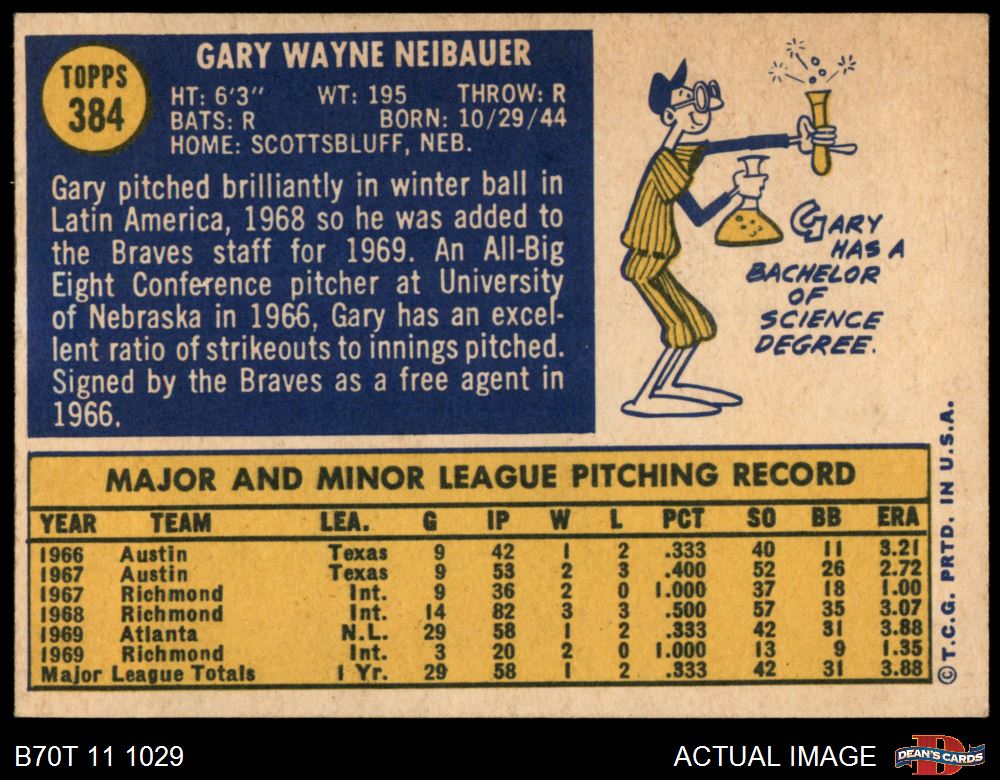 TOPPS
384
GARY WAYNE NEIBAUER
HT: 6'3" WT: 195 THROW: R
BATS: R BORN: 10/29/44
HOME: SCOTTSBLUFF, NEB.
Gary pitched brilliantly in winter ball in
Latin America, 1968 so he was added to
the Braves staff for 1969. An All-Big
Eight Conference pitcher at University
of Nebraska in 1966, Gary has an excel-
lent ratio of strikeouts to innings pitched.
Signed by the Braves as a free agent in
1966.
GARY
HAS A
BACHELOR
OF
SCIENCE
DEGREE.
MAJOR AND MINOR LEAGUE PITCHING RECORD
YEAR TEAM LEA. G IP W L PCT SO BB ERA
1966 Austin Texas 9 42 1 2 .333 40 11 3.21
1967 Austin Texas 9 53 2 3 .400 52 26 2.72
1967 Richmond Int. 9 36 2 0 1.000 37 18 1.00
1968 Richmond Int. 14 82 3 3 .500 57 35 3.07
1969 Atlanta N.L. 29 58 1 2 .333 42 31 3.88
1969 Richmond Int. 3 20 2 0 1.000 13 9 1.35
Major League Totals 1 Yr. 29 58 1 2 .333 42 31 3.88
© T.C.G. PRTD. IN U.S.A.
B70T 11 1029
ACTUAL IMAGE
DEAN'S CARDS